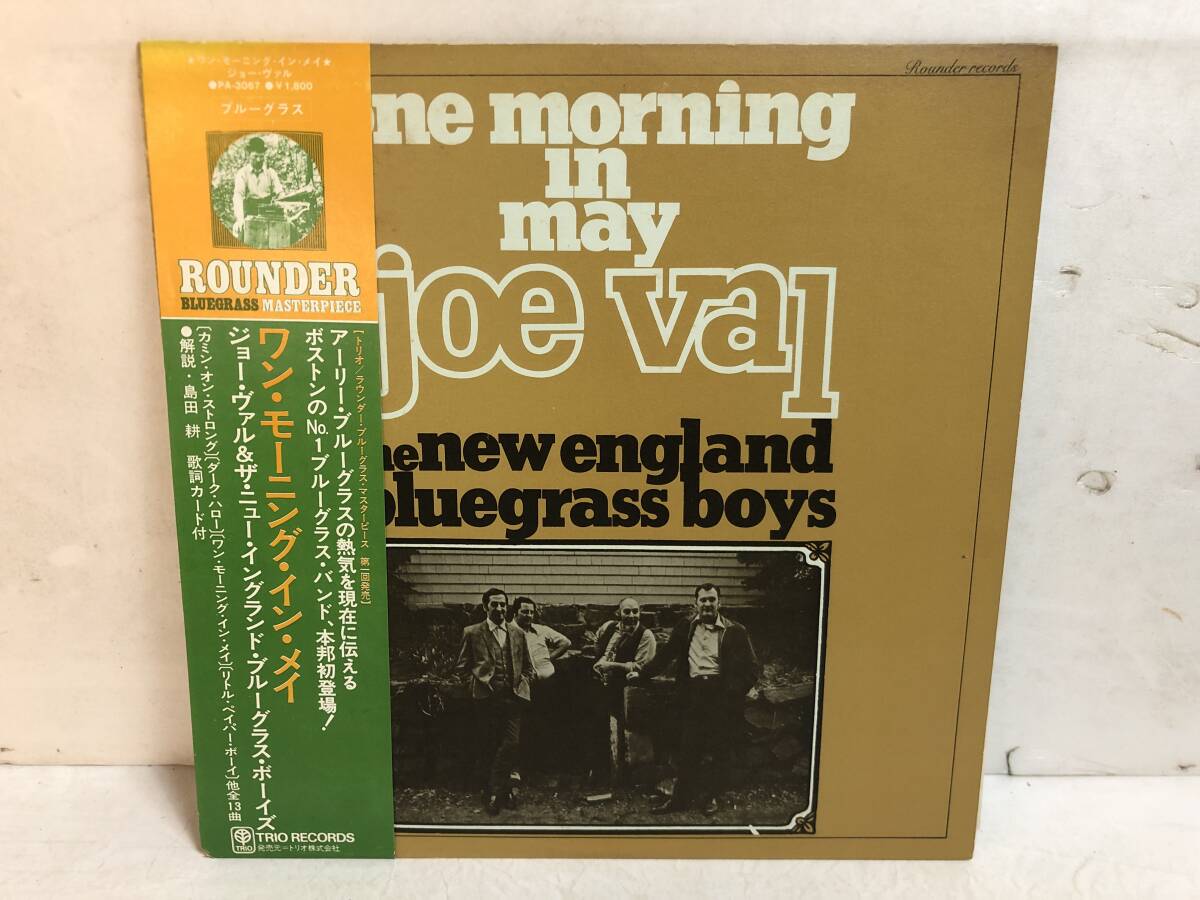 ★ワン・モーニング・イン・メイ★
ジョー・ヴァル
●PA-3067 ●¥1,800
ブルーグラス
ROUNDER
BLUEGRASS MASTERPIECE
[トリオ/ラウンダー・ブルーグラス・マスターピース 第一回発売]
アーリー・ブルーグラスの熱気を現在に伝える
ボストンのNo.1ブルーグラス・バンド、本邦初登場!
ワン・モーニング・イン・メイ
ジョー・ヴァル&ザ・ニュー・イングランド・ブルーグラス・ボーイズ
[カミン・オン・ストロング][ダーク・ハロー][ワン・モーニング・イン・メイ][リトル・ペイパー・ボーイ]他全13曲
●解説・島田 耕 歌詞カード付
TRIO
TRIO RECORDS
発売元=トリオ株式会社
Rounder records
one morning
in
may
joe val
he new england
bluegrass boys